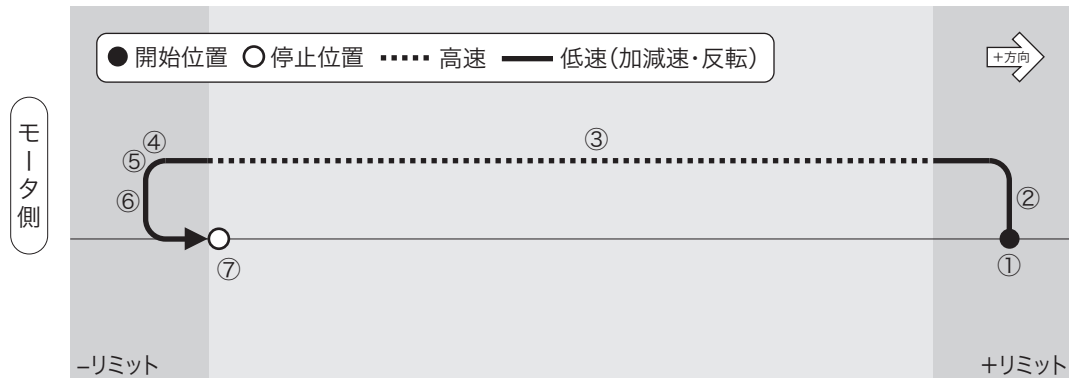 ●開始位置 ○停止位置 ▪▪▪▪▪▪ 高速 ━━ 低速(加減速・反転)
+方向
モータ側
④
③
⑤
⑥
②
⑦
①
−リミット
+リミット